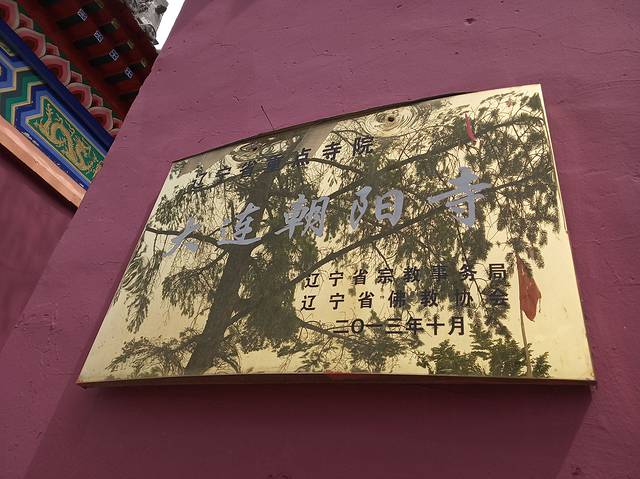 辽宁省重点寺院
大连朝阳寺
辽宁省宗教事务局
辽宁省佛教协会
二〇一三年十月